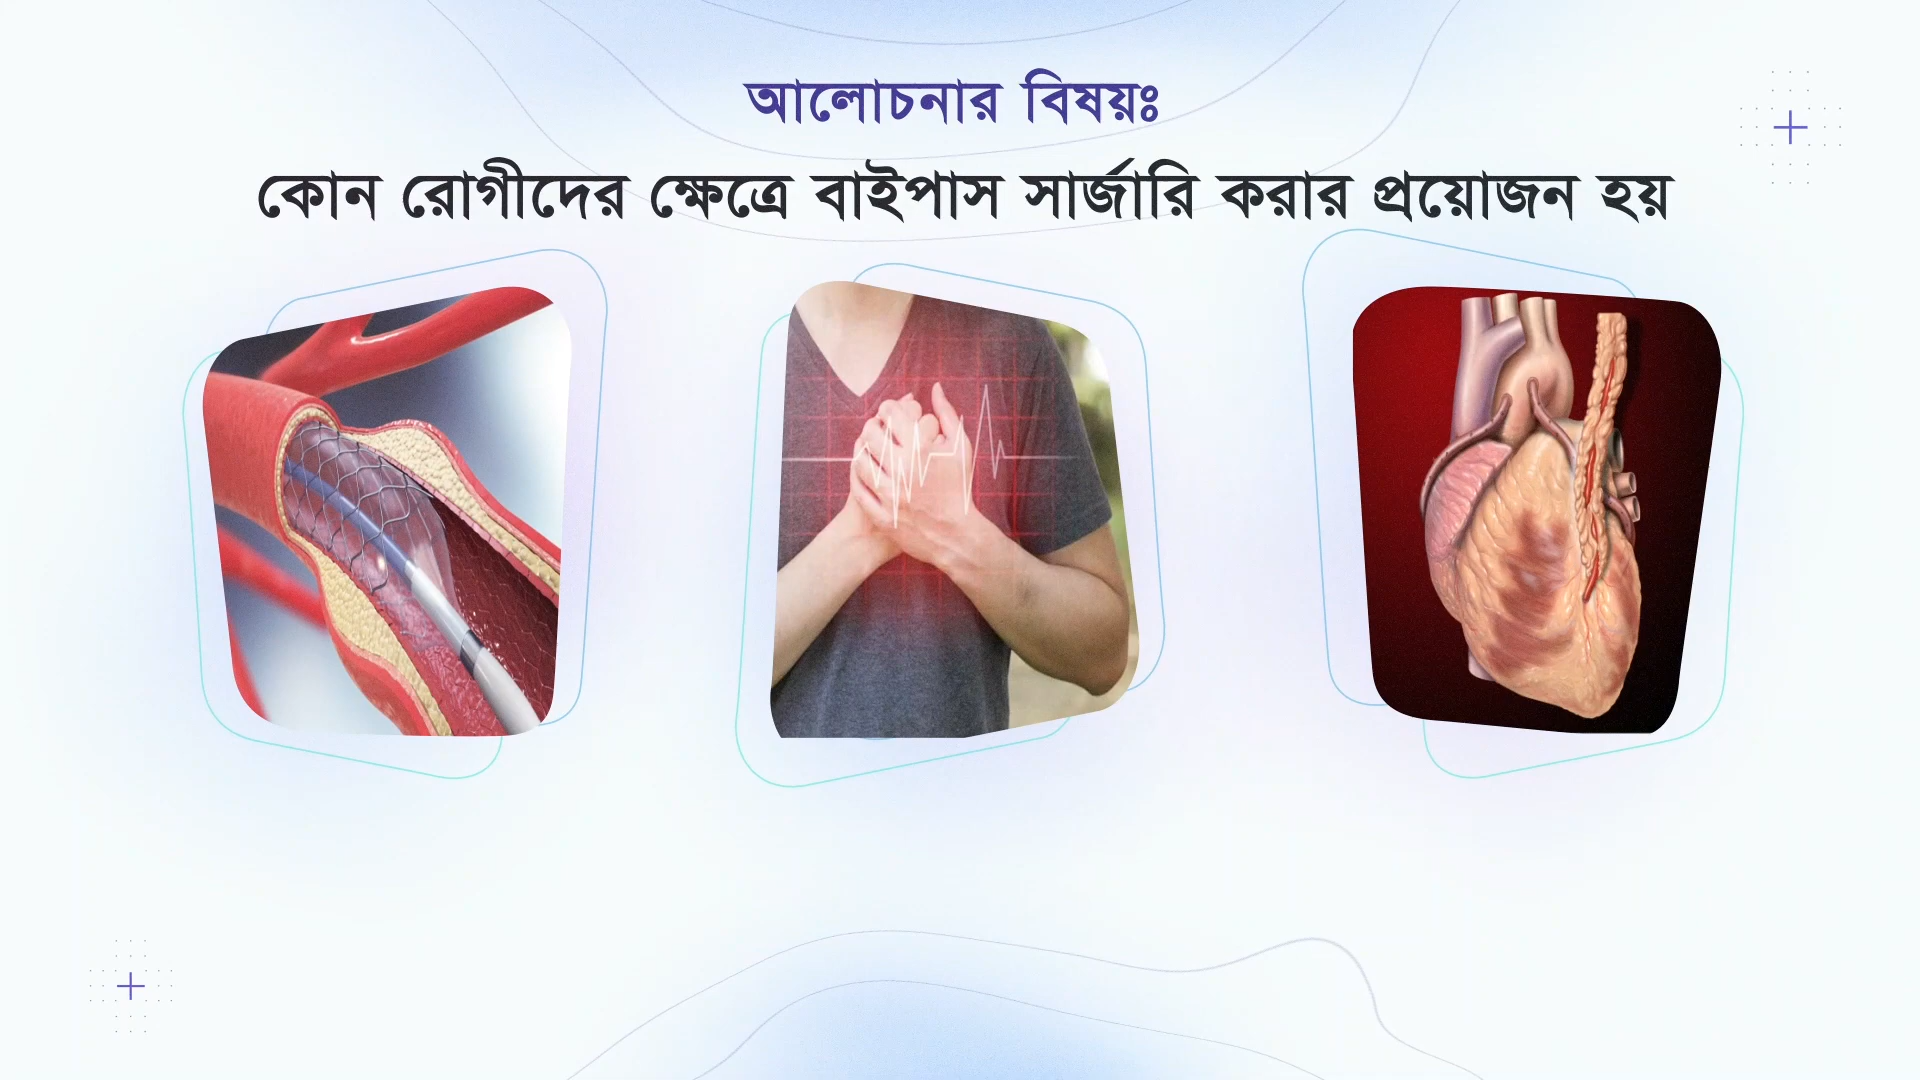 আলোচনার বিষয়ঃ
কোন রোগীদের ক্ষেত্রে বাইপাস সার্জারি করার প্রয়োজন হয়